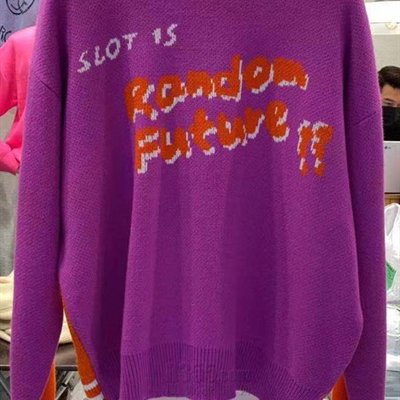 SLOT IS
Random
Future!?